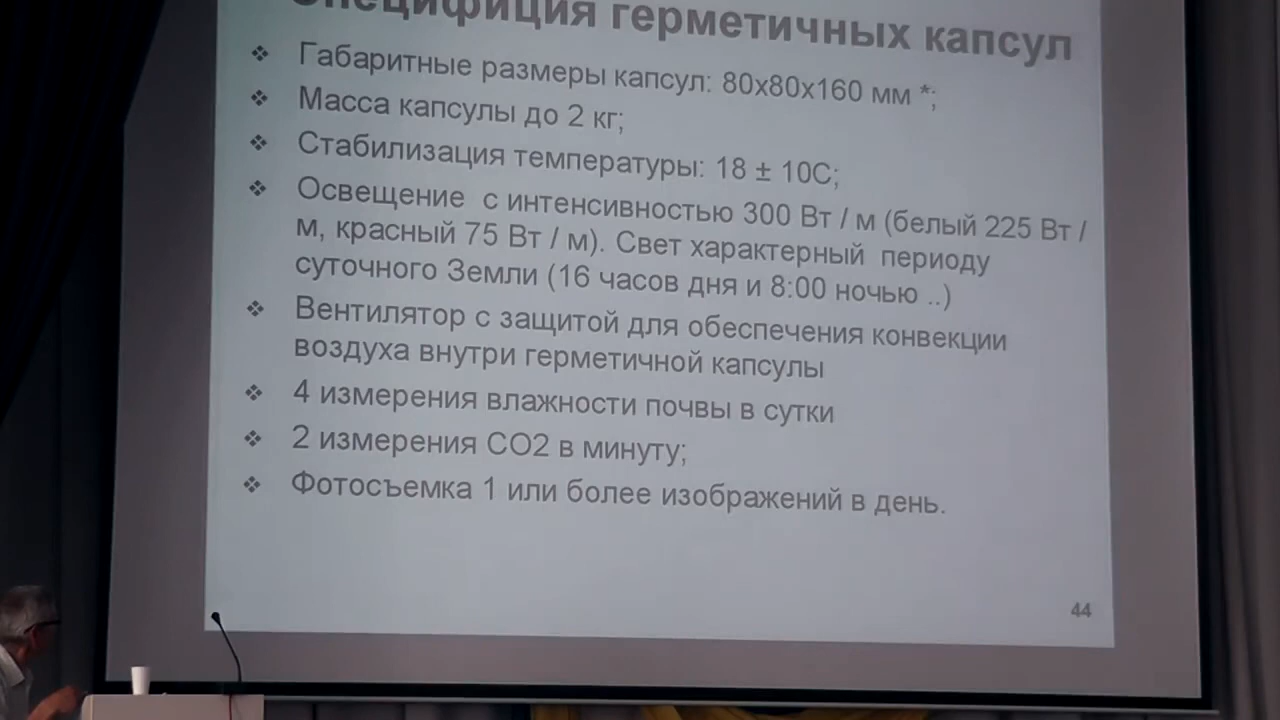 Специфиция герметичных капсул
❖ Габаритные размеры капсул: 80х80х160 мм *;
❖ Масса капсулы до 2 кг;
❖ Стабилизация температуры: 18 ± 10С;
❖ Освещение с интенсивностью 300 Вт / м (белый 225 Вт /
м, красный 75 Вт / м). Свет характерный периоду
суточного Земли (16 часов дня и 8:00 ночью ..)
❖ Вентилятор с защитой для обеспечения конвекции
воздуха внутри герметичной капсулы
❖ 4 измерения влажности почвы в сутки
❖ 2 измерения СО2 в минуту;
❖ Фотосъемка 1 или более изображений в день.
44